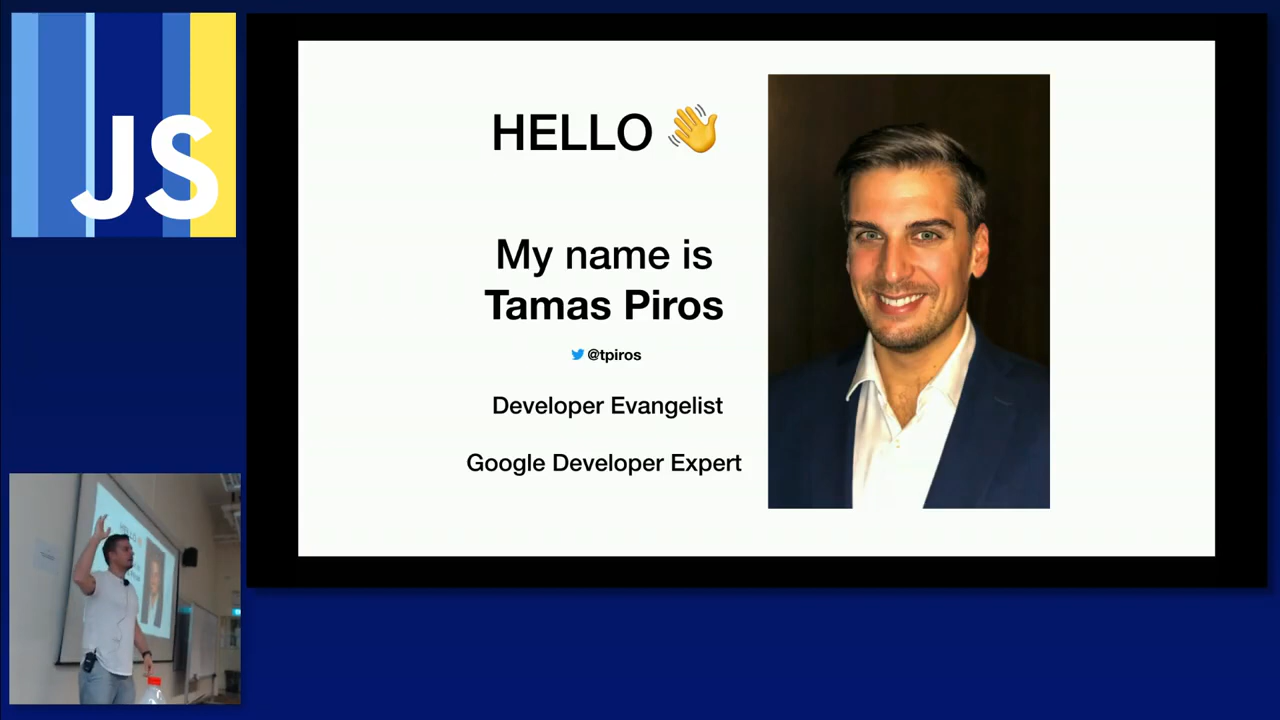 JS
HELLO 👋
My name is
Tamas Piros
@tpiros
Developer Evangelist
Google Developer Expert